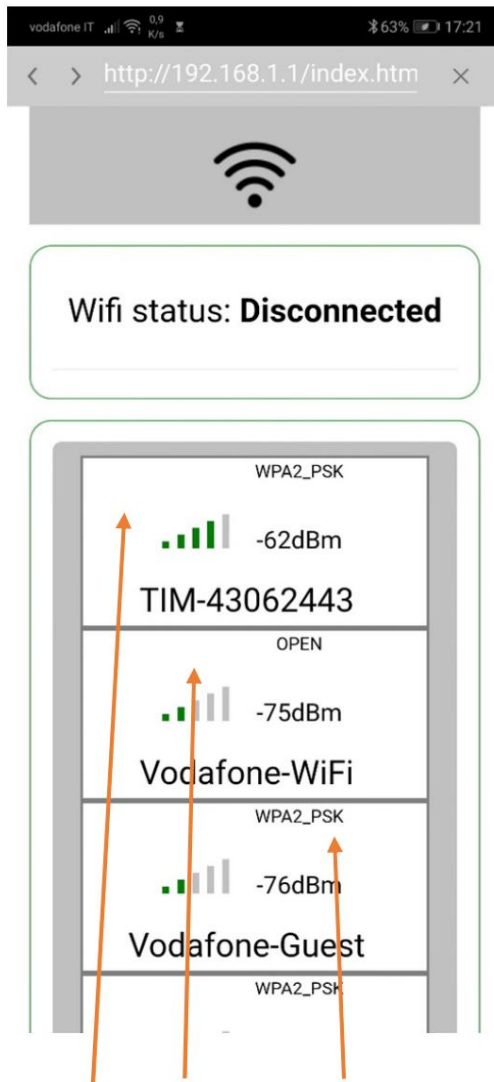 vodafone IT 0,9 K/s 63% 17:21
http://192.168.1.1/index.htm
Wifi status: Disconnected
WPA2_PSK
-62dBm
TIM-43062443
OPEN
-75dBm
Vodafone-WiFi
WPA2_PSK
-76dBm
Vodafone-Guest
WPA2_PSK